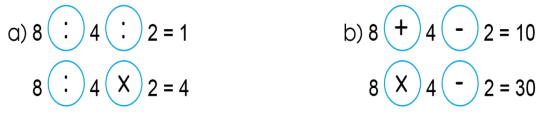 a) 8 : 4 : 2 = 1
8 : 4 x 2 = 4
b) 8 + 4 - 2 = 10
8 x 4 - 2 = 30